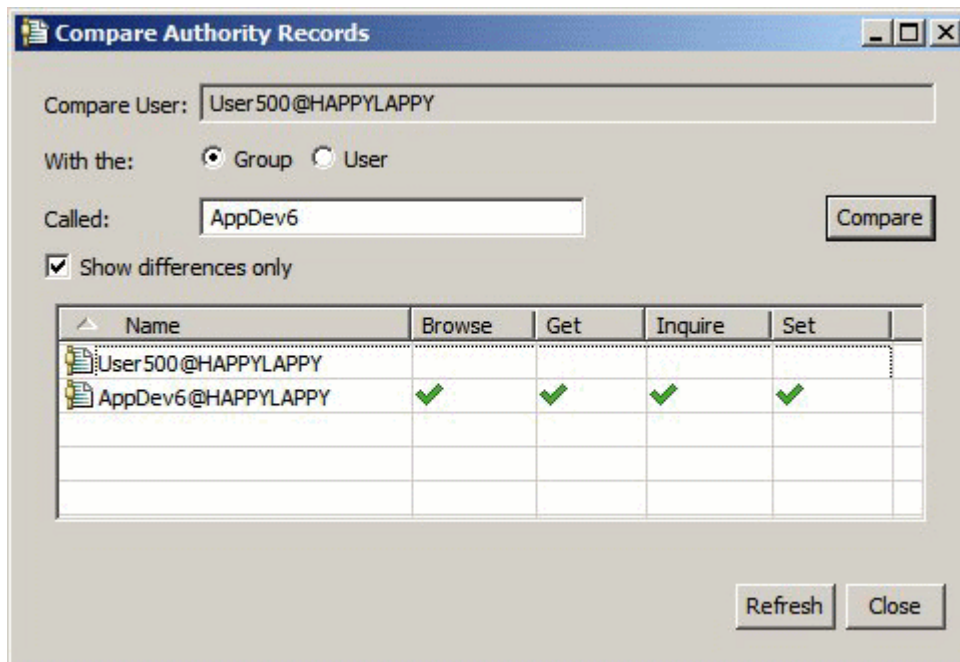 Compare Authority Records
Compare User: User500@HAPPYLAPPY
With the: Group User
Called: AppDev6 Compare
Show differences only
Name Browse Get Inquire Set
User500@HAPPYLAPPY
AppDev6@HAPPYLAPPY
Refresh Close